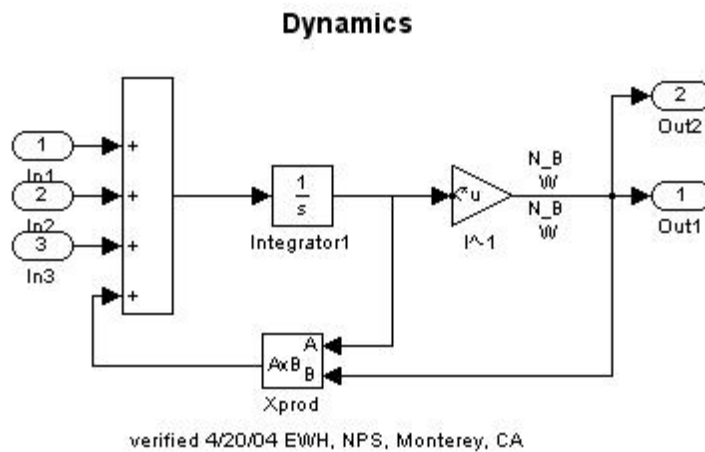 Dynamics
1
In1
2
In2
3
In3
+
+
+
+
1
s
Integrator1
u
I^-1
N_B
W
N_B
W
2
Out2
1
Out1
A
AxB
B
Xprod
verified 4/20/04 EWH, NPS, Monterey, CA